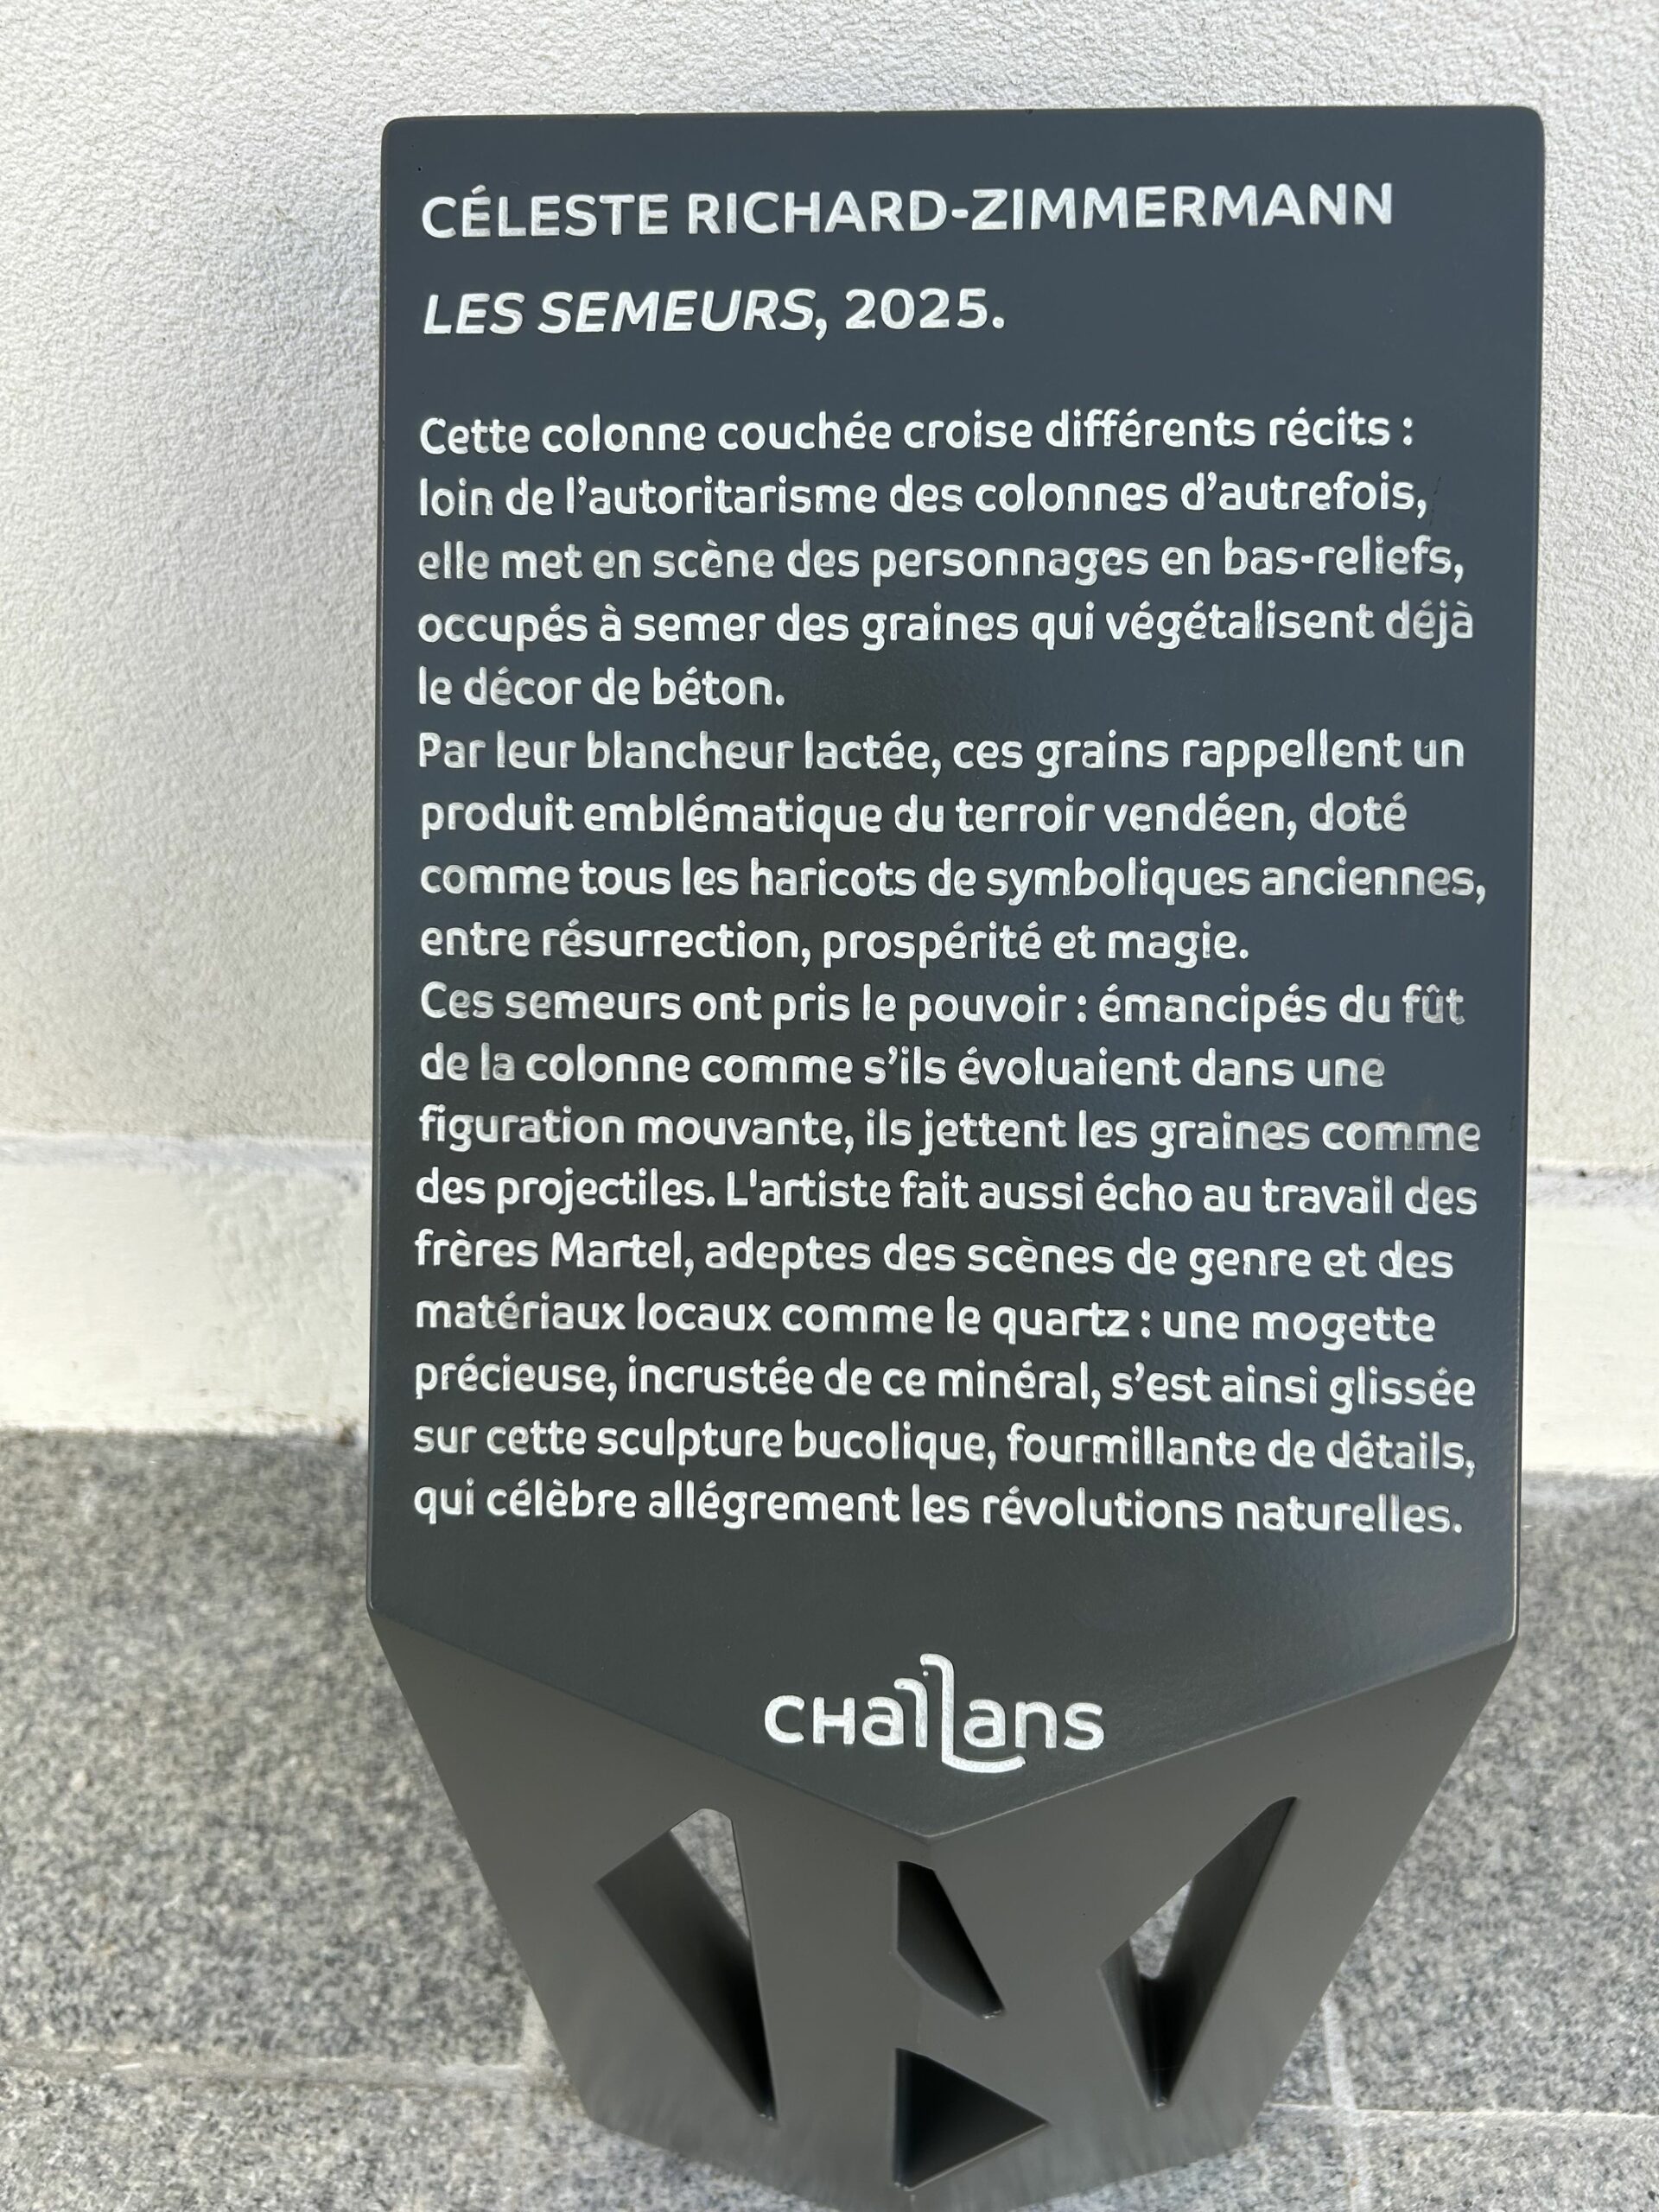 CÉLESTE RICHARD-ZIMMERMANN
LES SEMEURS, 2025.
Cette colonne couchée croise différents récits :
loin de l’autoritarisme des colonnes d’autrefois,
elle met en scène des personnages en bas-reliefs,
occupés à semer des graines qui végétalisent déjà
le décor de béton.
Par leur blancheur lactée, ces grains rappellent un
produit emblématique du terroir vendéen, doté
comme tous les haricots de symboliques anciennes,
entre résurrection, prospérité et magie.
Ces semeurs ont pris le pouvoir : émancipés du fût
de la colonne comme s’ils évoluaient dans une
figuration mouvante, ils jettent les graines comme
des projectiles. L'artiste fait aussi écho au travail des
frères Martel, adeptes des scènes de genre et des
matériaux locaux comme le quartz : une mogette
précieuse, incrustée de ce minéral, s’est ainsi glissée
sur cette sculpture bucolique, fourmillante de détails,
qui célèbre allégrement les révolutions naturelles.
CHallans